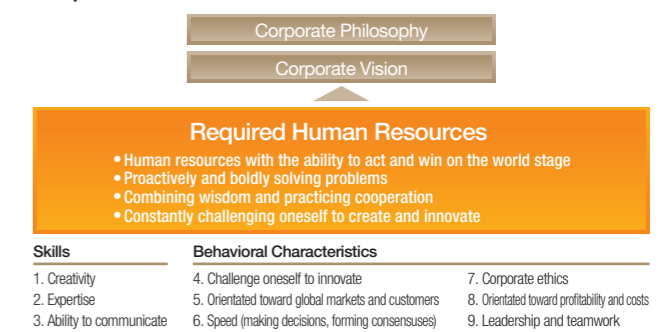 Corporate Philosophy
Corporate Vision
Required Human Resources
• Human resources with the ability to act and win on the world stage
• Proactively and boldly solving problems
• Combining wisdom and practicing cooperation
• Constantly challenging oneself to create and innovate
Skills
1. Creativity
2. Expertise
3. Ability to communicate
Behavioral Characteristics
4. Challenge oneself to innovate
5. Orientated toward global markets and customers
6. Speed (making decisions, forming consensuses)
7. Corporate ethics
8. Orientated toward profitability and costs
9. Leadership and teamwork